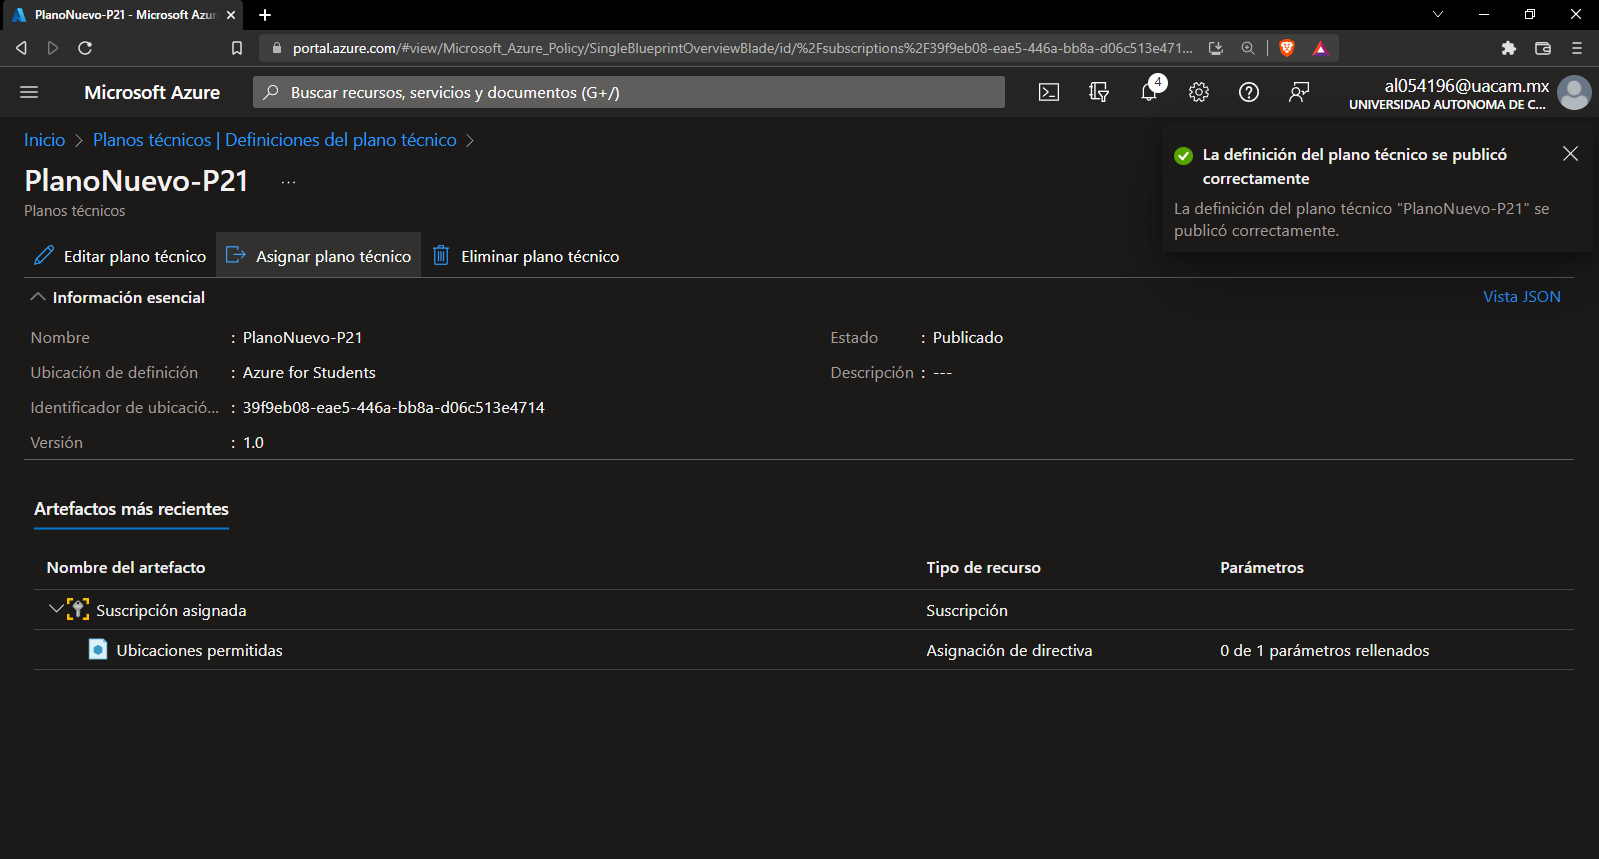 PlanoNuevo-P21 - Microsoft Azur
portal.azure.com/#view/Microsoft_Azure_Policy/SingleBlueprintOverviewBlade/id/%2Fsubscriptions%2F39f9eb08-eae5-446a-bb8a-d06c513e471...
Microsoft Azure
Buscar recursos, servicios y documentos (G+/)
4
al054196@uacam.mx
UNIVERSIDAD AUTONOMA DE C...
Inicio > Planos técnicos | Definiciones del plano técnico >
La definición del plano técnico se publicó
correctamente
La definición del plano técnico "PlanoNuevo-P21" se
publicó correctamente.
PlanoNuevo-P21 ...
Planos técnicos
Editar plano técnico Asignar plano técnico Eliminar plano técnico
Información esencial Vista JSON
Nombre : PlanoNuevo-P21 Estado : Publicado
Ubicación de definición : Azure for Students Descripción : ---
Identificador de ubicació... : 39f9eb08-eae5-446a-bb8a-d06c513e4714
Versión : 1.0
Artefactos más recientes
Nombre del artefacto Tipo de recurso Parámetros
Suscripción asignada Suscripción
Ubicaciones permitidas Asignación de directiva 0 de 1 parámetros rellenados